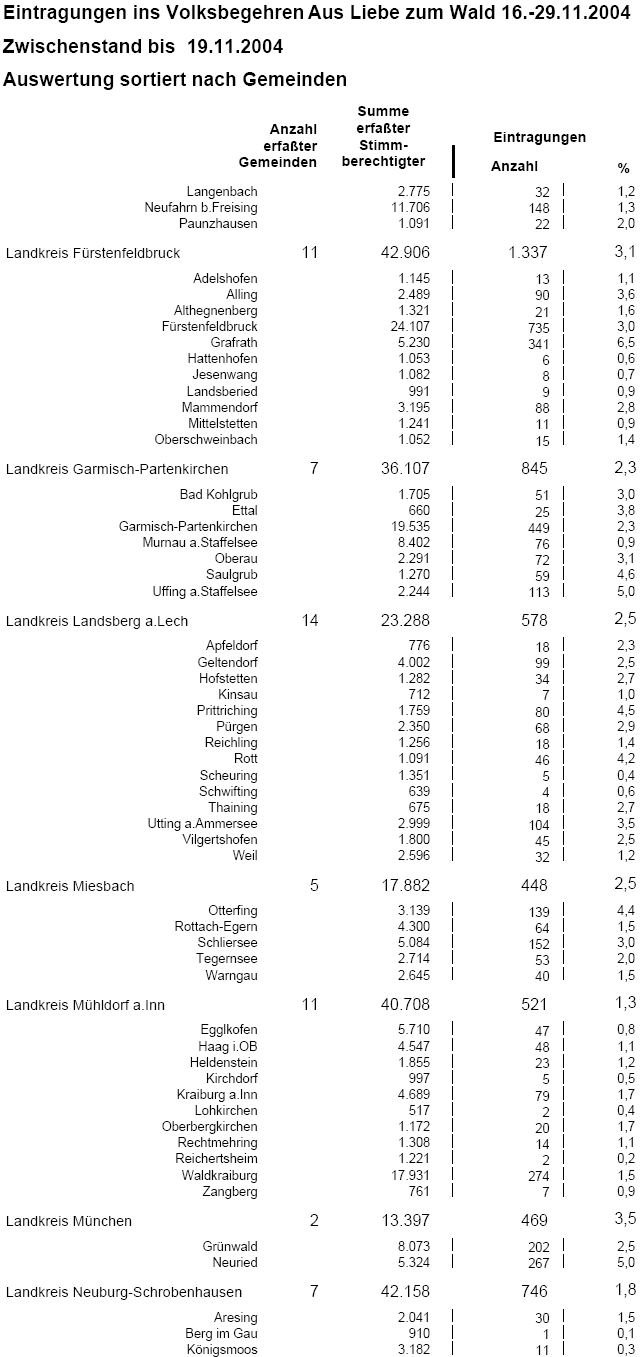 Eintragungen ins Volksbegehren Aus Liebe zum Wald 16.-29.11.2004
Zwischenstand bis 19.11.2004
Auswertung sortiert nach Gemeinden
Anzahl erfaßter Gemeinden Summe erfaßter Stimm-berechtigter Eintragungen Anzahl %
Langenbach 2.775 32 1,2
Neufahrn b.Freising 11.706 148 1,3
Paunzhausen 1.091 22 2,0
Landkreis Fürstenfeldbruck 11 42.906 1.337 3,1
Adelshofen 1.145 13 1,1
Alling 2.489 90 3,6
Althegnenberg 1.321 21 1,6
Fürstenfeldbruck 24.107 735 3,0
Grafrath 5.230 341 6,5
Hattenhofen 1.053 6 0,6
Jesenwang 1.082 8 0,7
Landsberied 991 9 0,9
Mammendorf 3.195 88 2,8
Mittelstetten 1.241 11 0,9
Oberschweinbach 1.052 15 1,4
Landkreis Garmisch-Partenkirchen 7 36.107 845 2,3
Bad Kohlgrub 1.705 51 3,0
Ettal 660 25 3,8
Garmisch-Partenkirchen 19.535 449 2,3
Murnau a.Staffelsee 8.402 76 0,9
Oberau 2.291 72 3,1
Saulgrub 1.270 59 4,6
Uffing a.Staffelsee 2.244 113 5,0
Landkreis Landsberg a.Lech 14 23.288 578 2,5
Apfeldorf 776 18 2,3
Geltendorf 4.002 99 2,5
Hofstetten 1.282 34 2,7
Kinsau 712 7 1,0
Prittriching 1.759 80 4,5
Pürgen 2.350 68 2,9
Reichling 1.256 18 1,4
Rott 1.091 46 4,2
Scheuring 1.351 5 0,4
Schwifting 639 4 0,6
Thaining 675 18 2,7
Utting a.Ammersee 2.999 104 3,5
Vilgertshofen 1.800 45 2,5
Weil 2.596 32 1,2
Landkreis Miesbach 5 17.882 448 2,5
Otterfing 3.139 139 4,4
Rottach-Egern 4.300 64 1,5
Schliersee 5.084 152 3,0
Tegernsee 2.714 53 2,0
Warngau 2.645 40 1,5
Landkreis Mühldorf a.Inn 11 40.708 521 1,3
Egglkofen 5.710 47 0,8
Haag i.OB 4.547 48 1,1
Heldenstein 1.855 23 1,2
Kirchdorf 997 5 0,5
Kraiburg a.Inn 4.689 79 1,7
Lohkirchen 517 2 0,4
Oberbergkirchen 1.172 20 1,7
Rechtmehring 1.308 14 1,1
Reichertsheim 1.221 2 0,2
Waldkraiburg 17.931 274 1,5
Zangberg 761 7 0,9
Landkreis München 2 13.397 469 3,5
Grünwald 8.073 202 2,5
Neuried 5.324 267 5,0
Landkreis Neuburg-Schrobenhausen 7 42.158 746 1,8
Aresing 2.041 30 1,5
Berg im Gau 910 1 0,1
Königsmoos 3.182 11 0,3